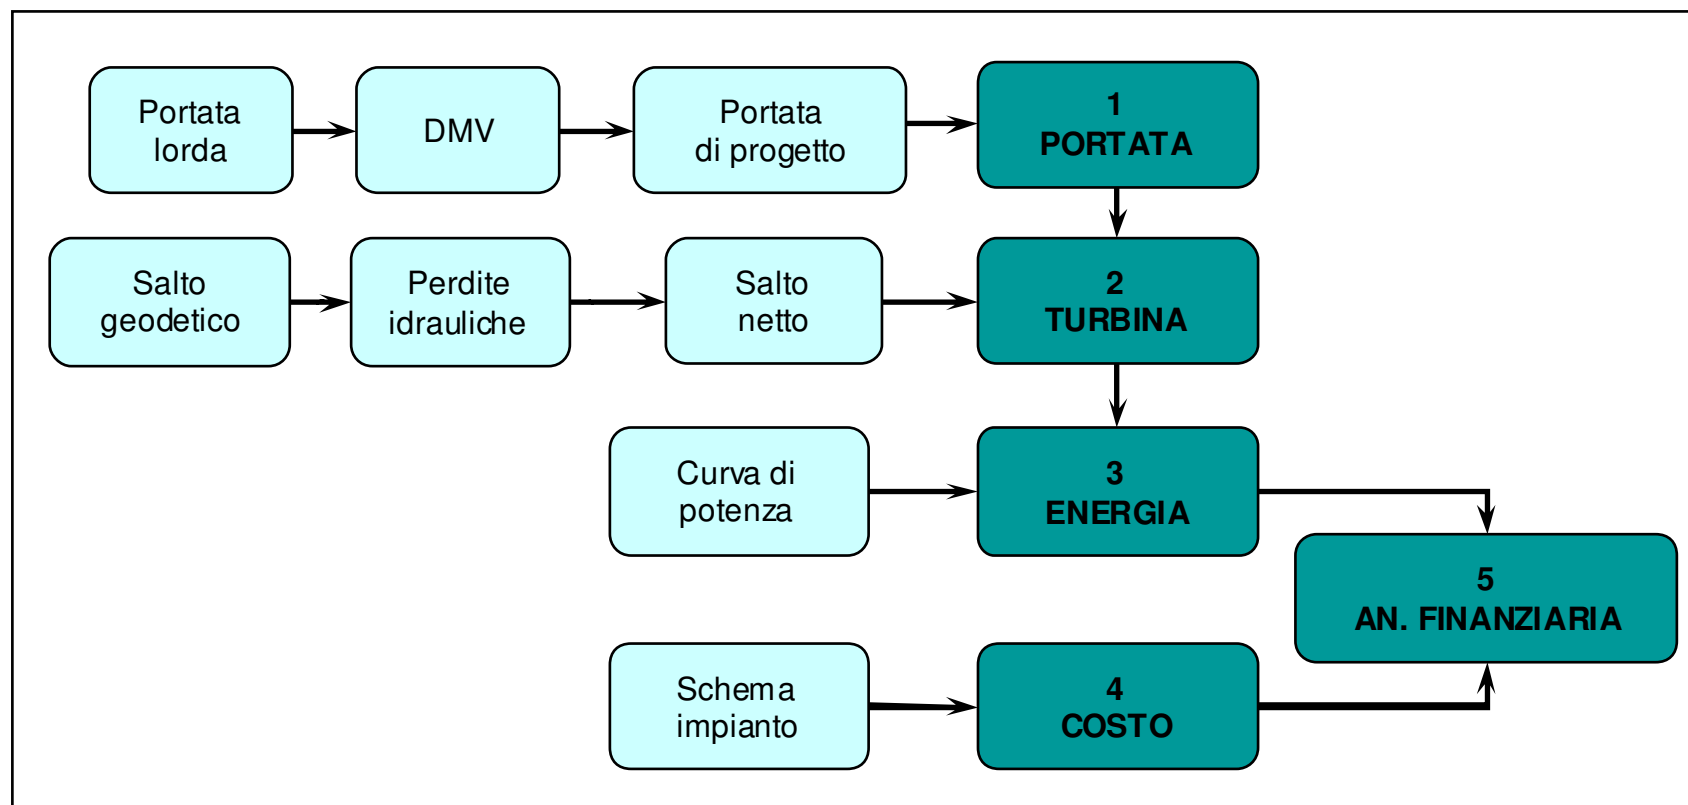 Portata
lorda
DMV
Portata
di progetto
1
PORTATA
Salto
geodetico
Perdite
idrauliche
Salto
netto
2
TURBINA
Curva di
potenza
3
ENERGIA
5
AN. FINANZIARIA
Schema
impianto
4
COSTO